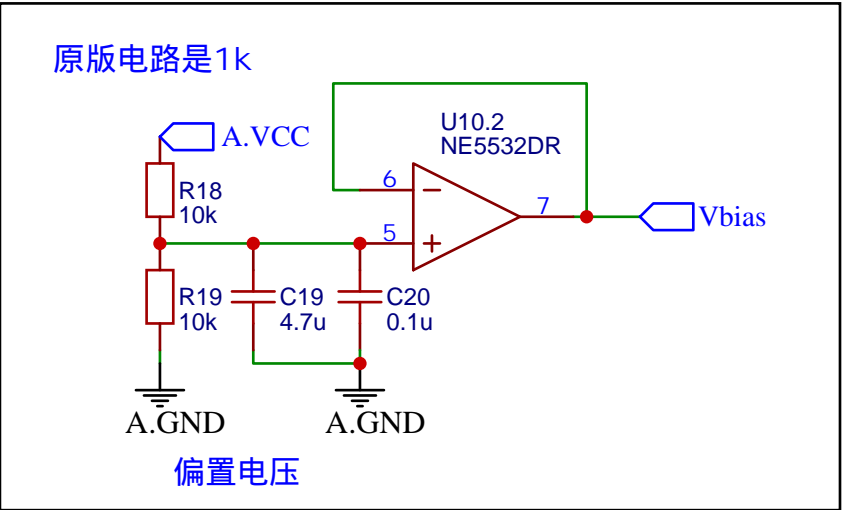 原版电路是1k
A.VCC
U10.2
NE5532DR
R18
10k
6
7
Vbias
5
R19
10k
C19
4.7u
C20
0.1u
A.GND
A.GND
偏置电压